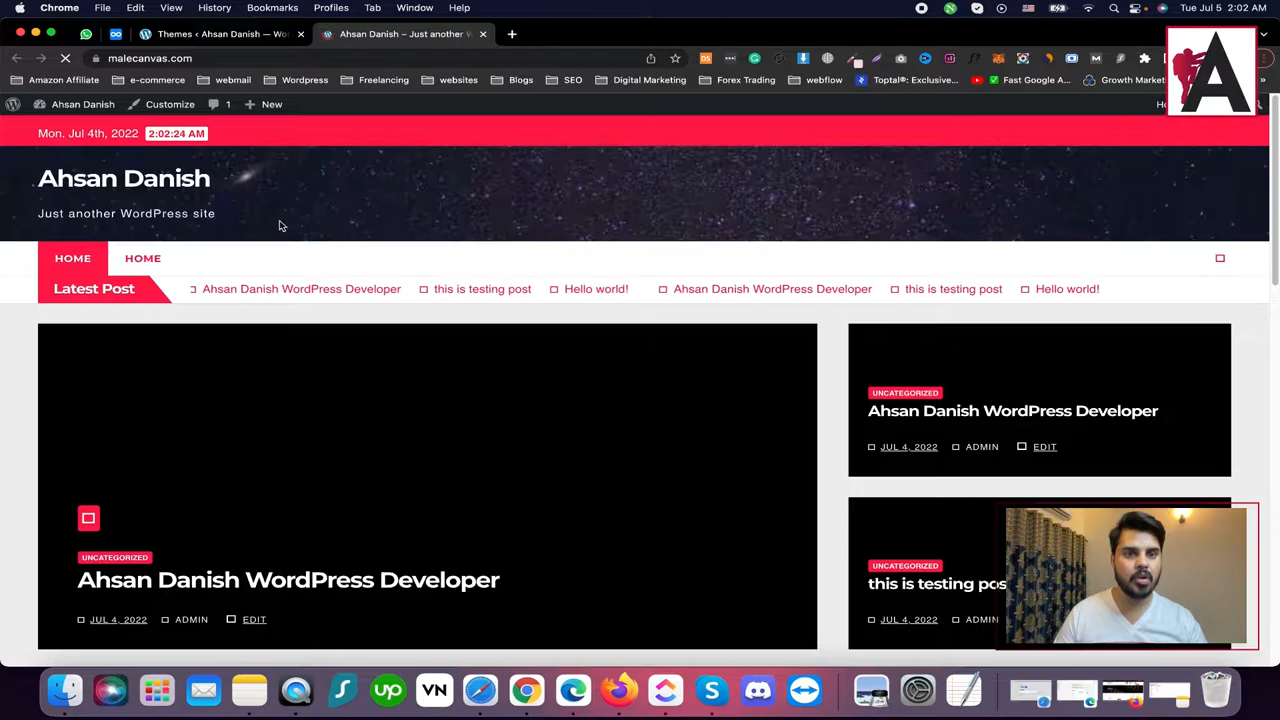 Chrome File Edit View History Bookmarks Profiles Tab Window Help Tue Jul 5 2:02 AM
Themes ‹ Ahsan Danish — Wo
Ahsan Danish – Just another W
malecanvas.com
Amazon Affiliate e-commerce webmail Wordpress Freelancing websites Blogs SEO Digital Marketing Forex Trading webflow Toptal®: Exclusive... Fast Google A... Growth Market
Ahsan Danish Customize 1 New
A
Mon. Jul 4th, 2022 2:02:24 AM
Ahsan Danish
Just another WordPress site
HOME HOME
Latest Post Ahsan Danish WordPress Developer this is testing post Hello world! Ahsan Danish WordPress Developer this is testing post Hello world!
UNCATEGORIZED
Ahsan Danish WordPress Developer
JUL 4, 2022 ADMIN EDIT
UNCATEGORIZED
Ahsan Danish WordPress Developer
JUL 4, 2022 ADMIN EDIT
UNCATEGORIZED
this is testing pos
JUL 4, 2022 ADMIN
up VN